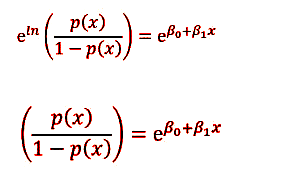 e^{ln}(p(x)/(1 − p(x))) = e^{β₀+β₁x}
(p(x)/(1 − p(x))) = e^{β₀+β₁x}